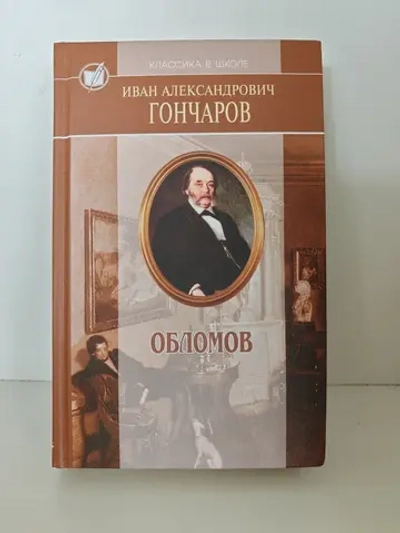 КЛАССИКА В ШКОЛЕ
ИВАН АЛЕКСАНДРОВИЧ
ГОНЧАРОВ
ОБЛОМОВ